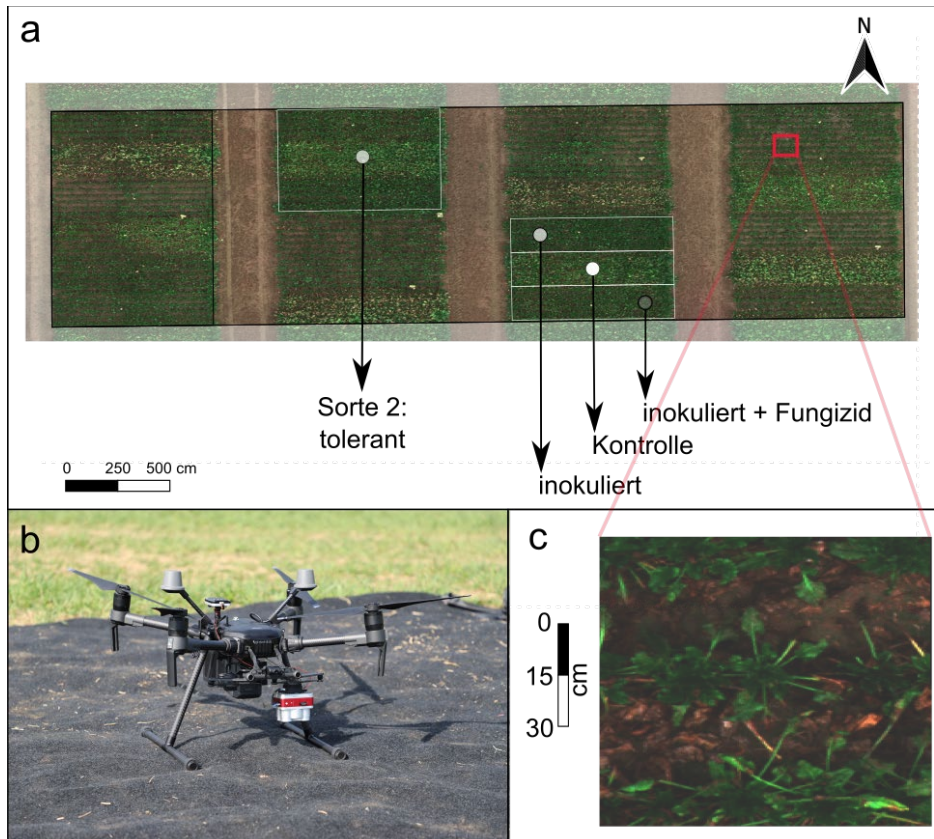 a
N
Sorte 2:
tolerant
inokuliert + Fungizid
Kontrolle
inokuliert
0 250 500 cm
b
c
0
15
30
cm